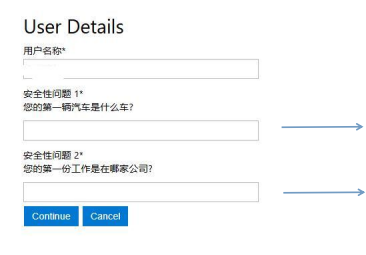 User Details
用户名称*
安全性问题 1*
您的第一辆汽车是什么车?
安全性问题 2*
您的第一份工作是在哪家公司?
Continue Cancel